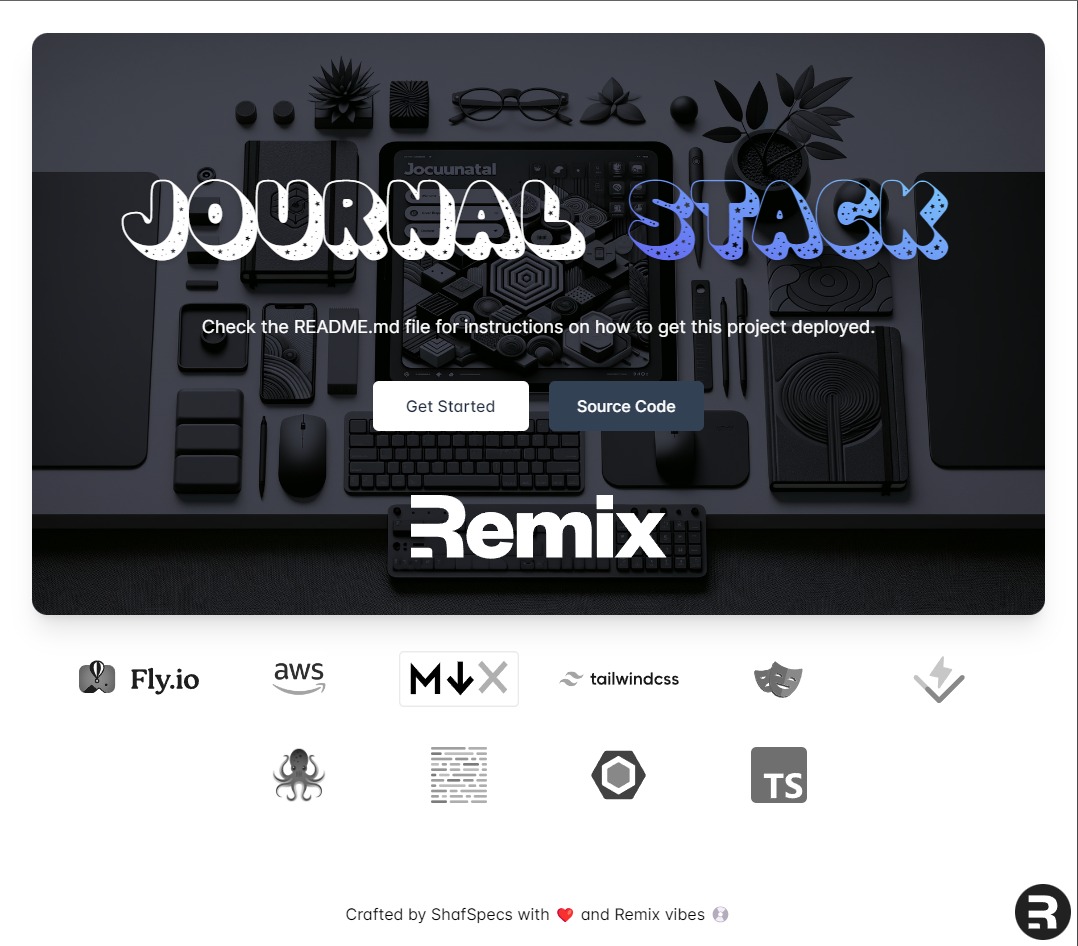 Jocuunatal
JOURNAL STACK
Check the README.md file for instructions on how to get this project deployed.
Get Started
Source Code
Remix
Fly.io
aws
M↓X
tailwindcss
TS
Crafted by ShafSpecs with ❤️ and Remix vibes 💿
R